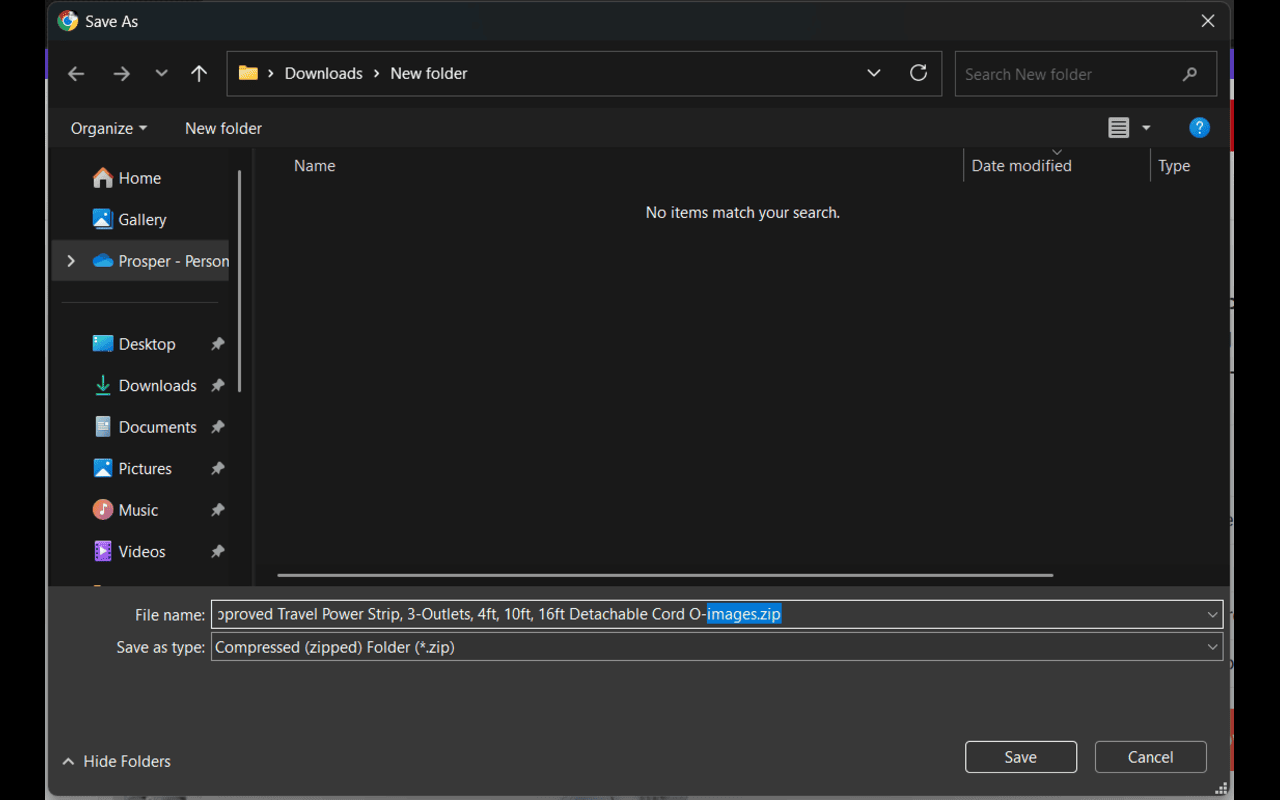 Save As
Downloads > New folder
Search New folder
Organize
New folder
Name
Date modified
Type
No items match your search.
Home
Gallery
Prosper - Person
Desktop
Downloads
Documents
Pictures
Music
Videos
File name: pproved Travel Power Strip, 3-Outlets, 4ft, 10ft, 16ft Detachable Cord O-images.zip
Save as type: Compressed (zipped) Folder (*.zip)
Hide Folders
Save
Cancel